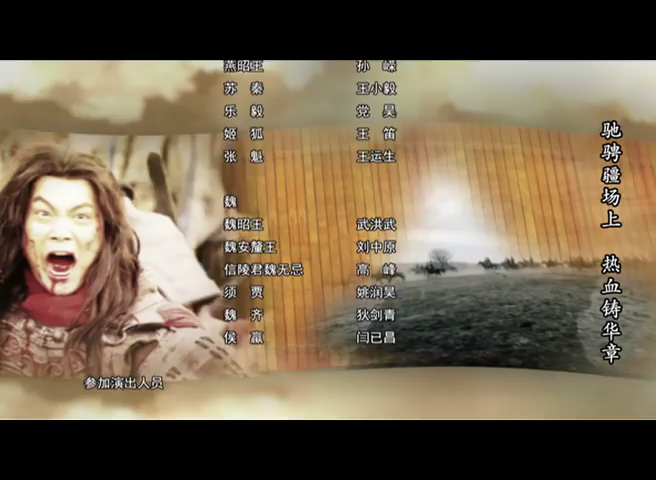 燕昭王 孙嵘
苏秦 王小毅
乐毅 党昊
姬狐 王笛
张魁 王运生
魏
魏昭王 武洪武
魏安釐王 刘中原
信陵君魏无忌 高峰
须贾 姚润昊
魏齐 狄剑青
侯嬴 闫已昌
参加演出人员
驰骋疆场上 热血铸华章